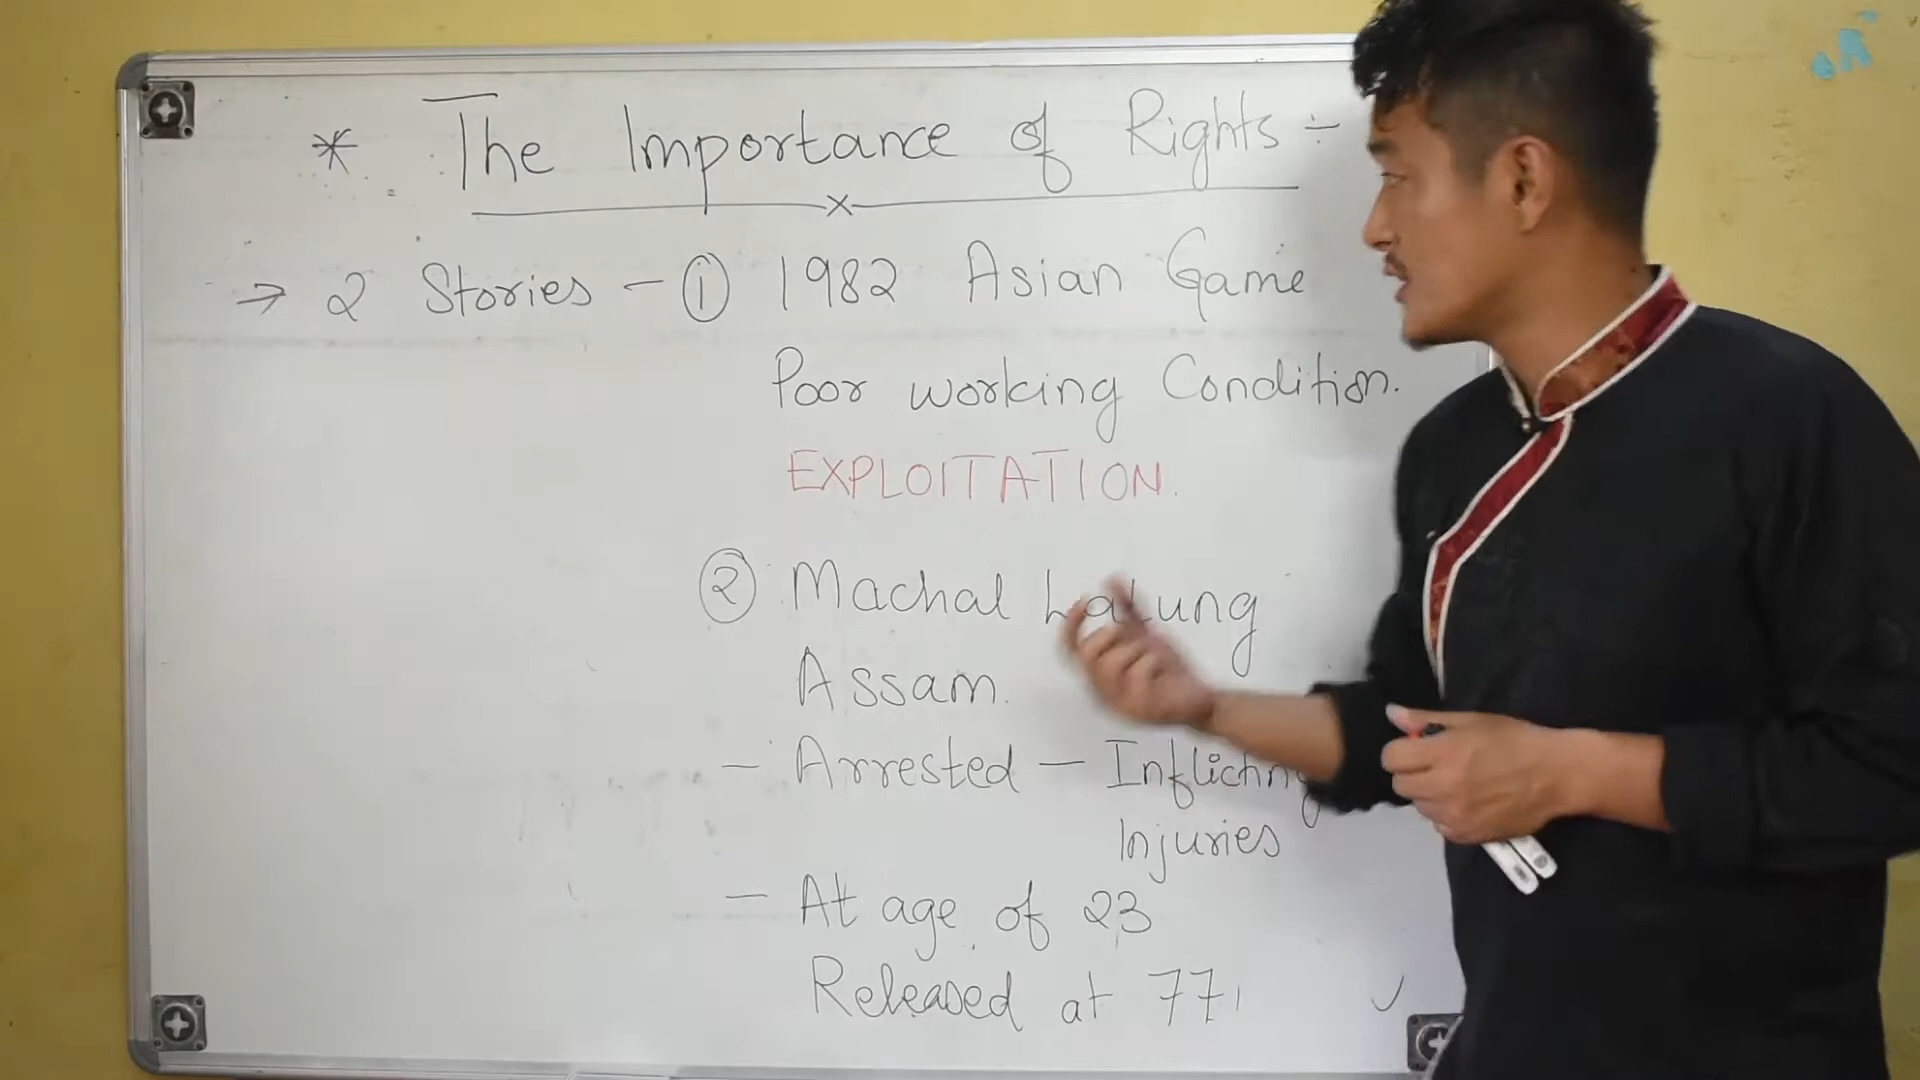 * The Importance of Rights ÷
→ 2 Stories - ① 1982 Asian Game
Poor working Condition.
EXPLOITATION.
② Machal Lalung
Assam.
- Arrested - Inflicting
Injuries
- At age of 23
Released at 77,